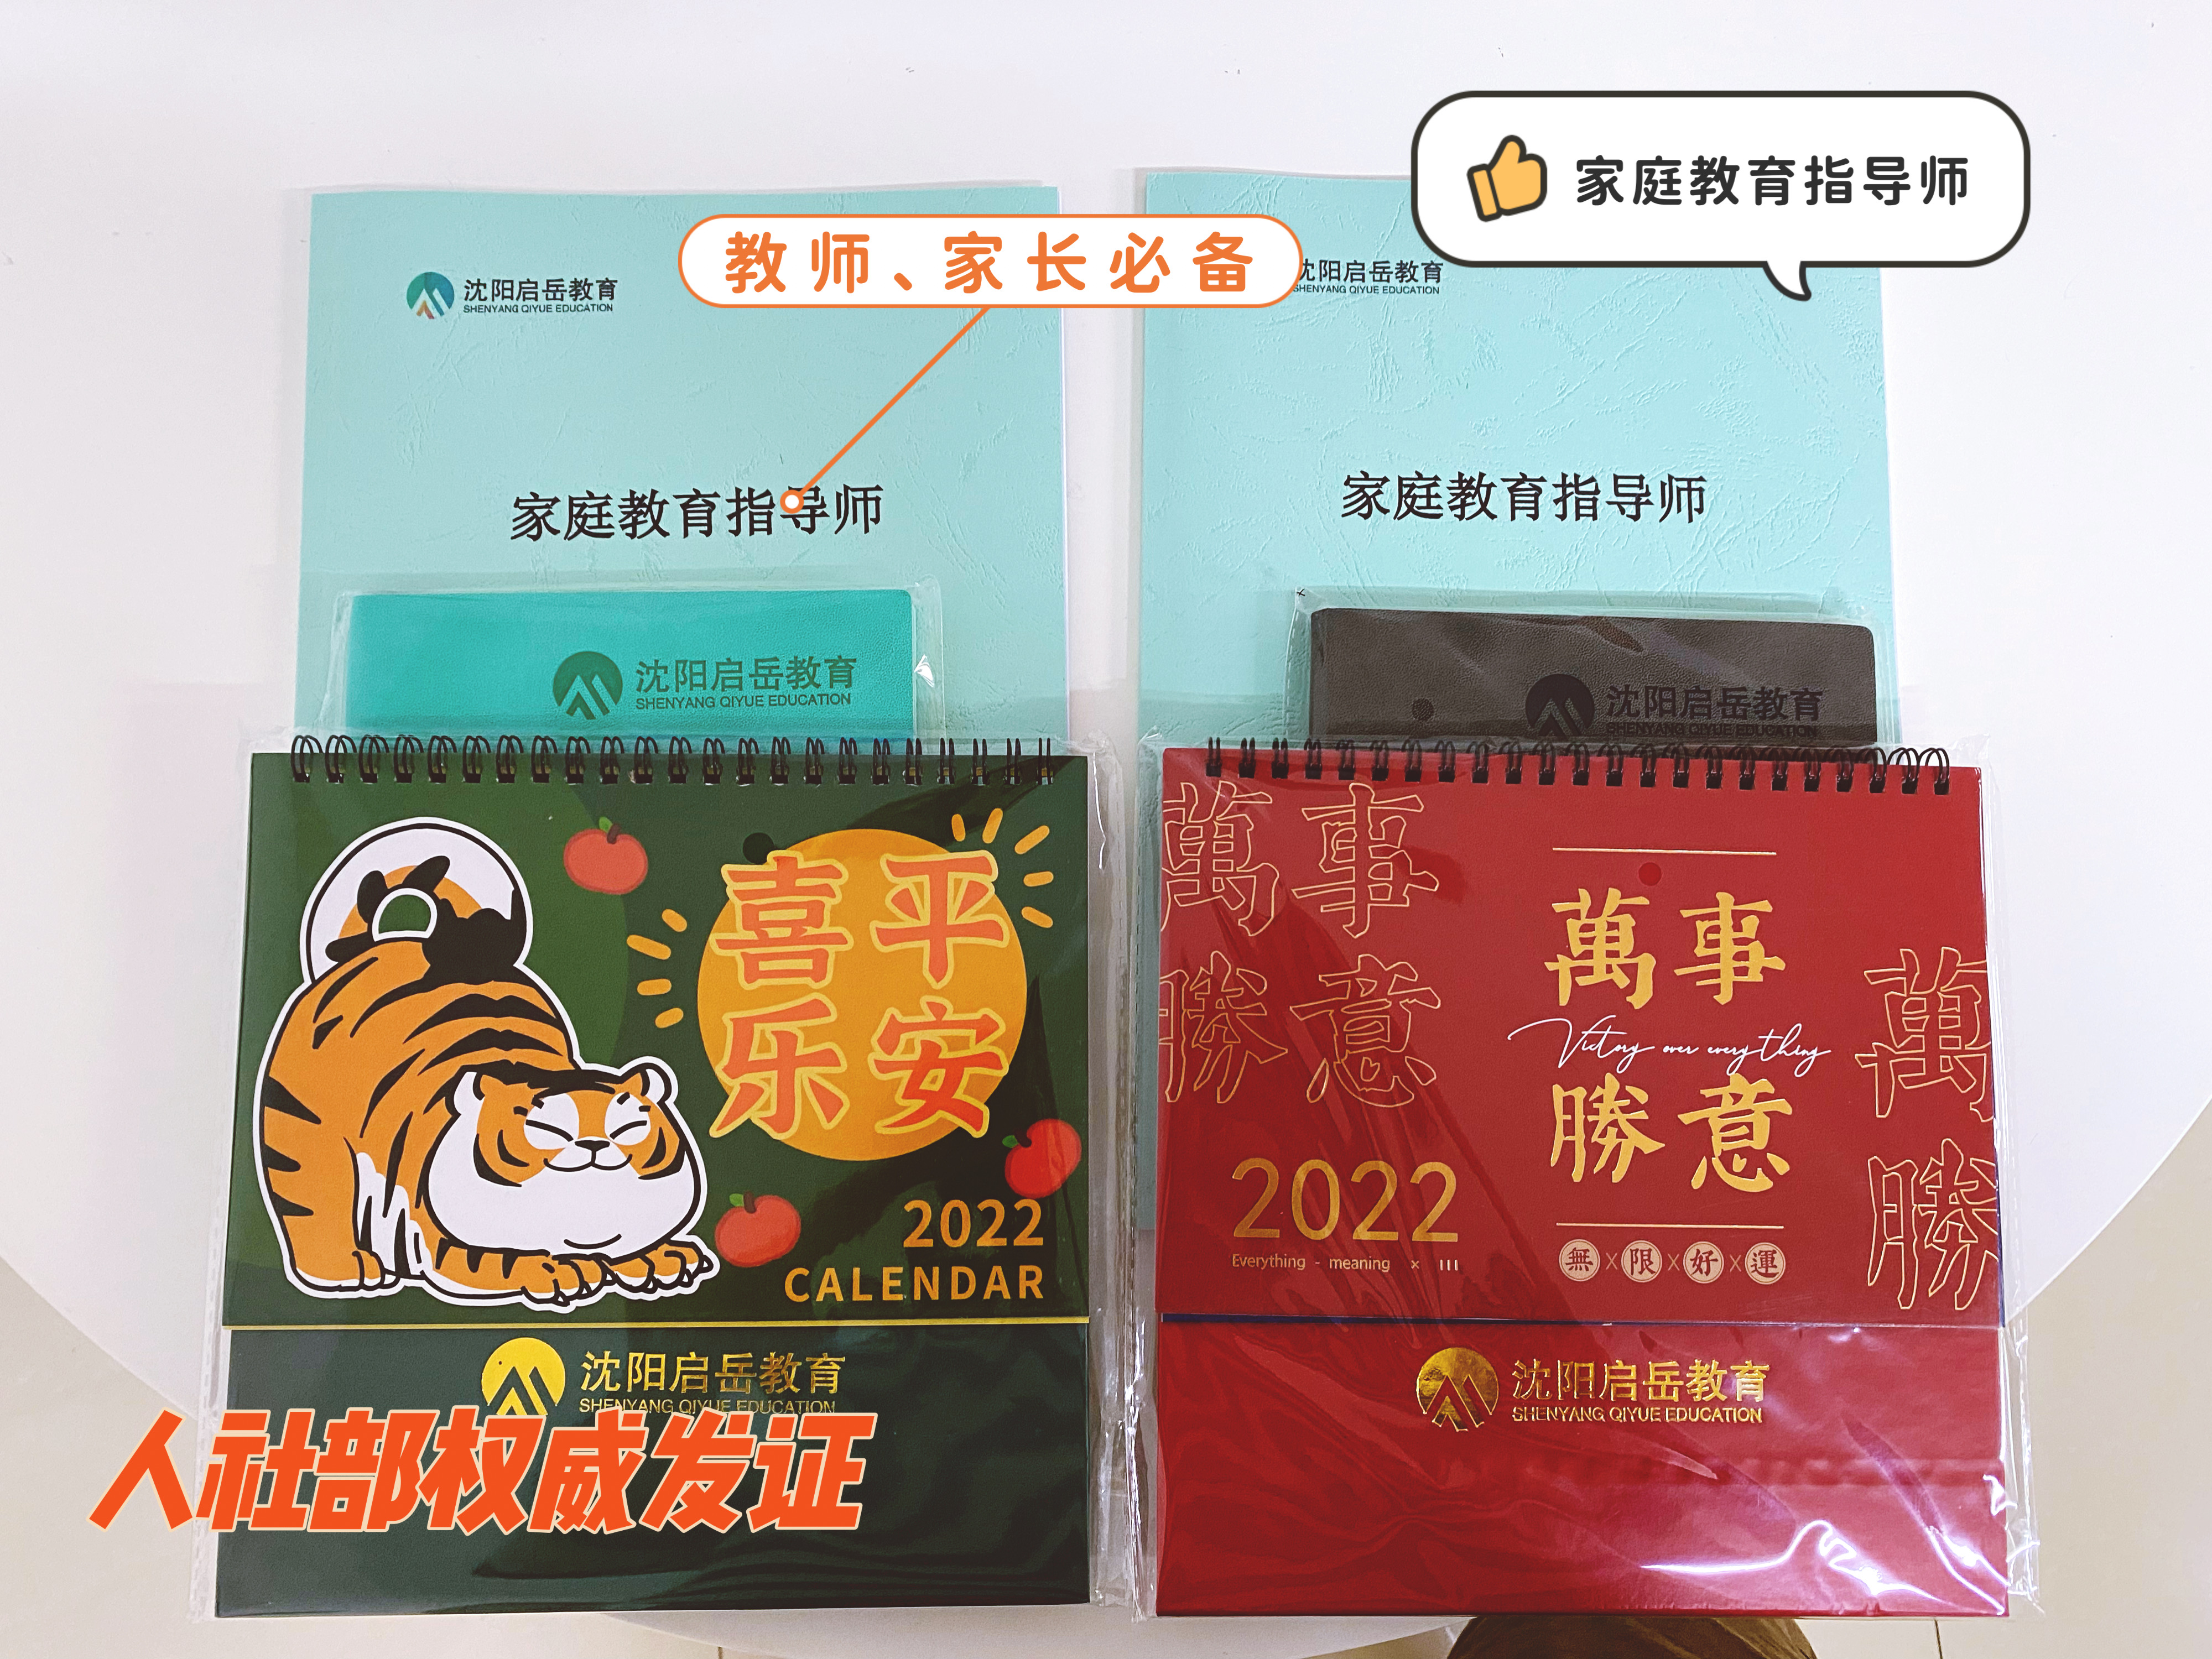 家庭教育指导师
教师、家长必备
沈阳启岳教育
SHENYANG QIYUE EDUCATION
家庭教育指导师
沈阳启岳教育
SHENYANG QIYUE EDUCATION
喜平
乐安
2022
CALENDAR
沈阳启岳教育
SHENYANG QIYUE EDUCATION
人社部权威发证
沈阳启岳教育
SHENYANG QIYUE EDUCATION
家庭教育指导师
沈阳启岳教育
SHENYANG QIYUE EDUCATION
萬事
勝意
萬事
Victory over everything
勝意
萬
勝
2022
Everything - meaning × III
無×限×好×運
沈阳启岳教育
SHENYANG QIYUE EDUCATION